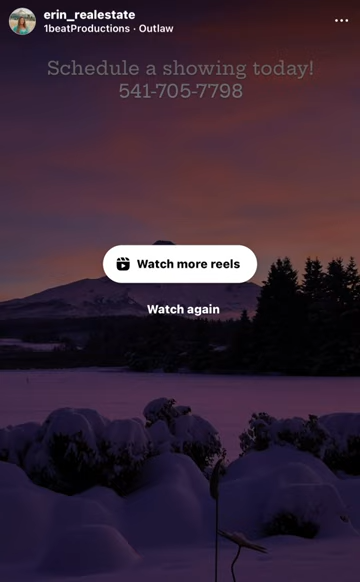 erin_realestate
1beatProductions · Outlaw
Schedule a showing today!
541-705-7798
Watch more reels
Watch again